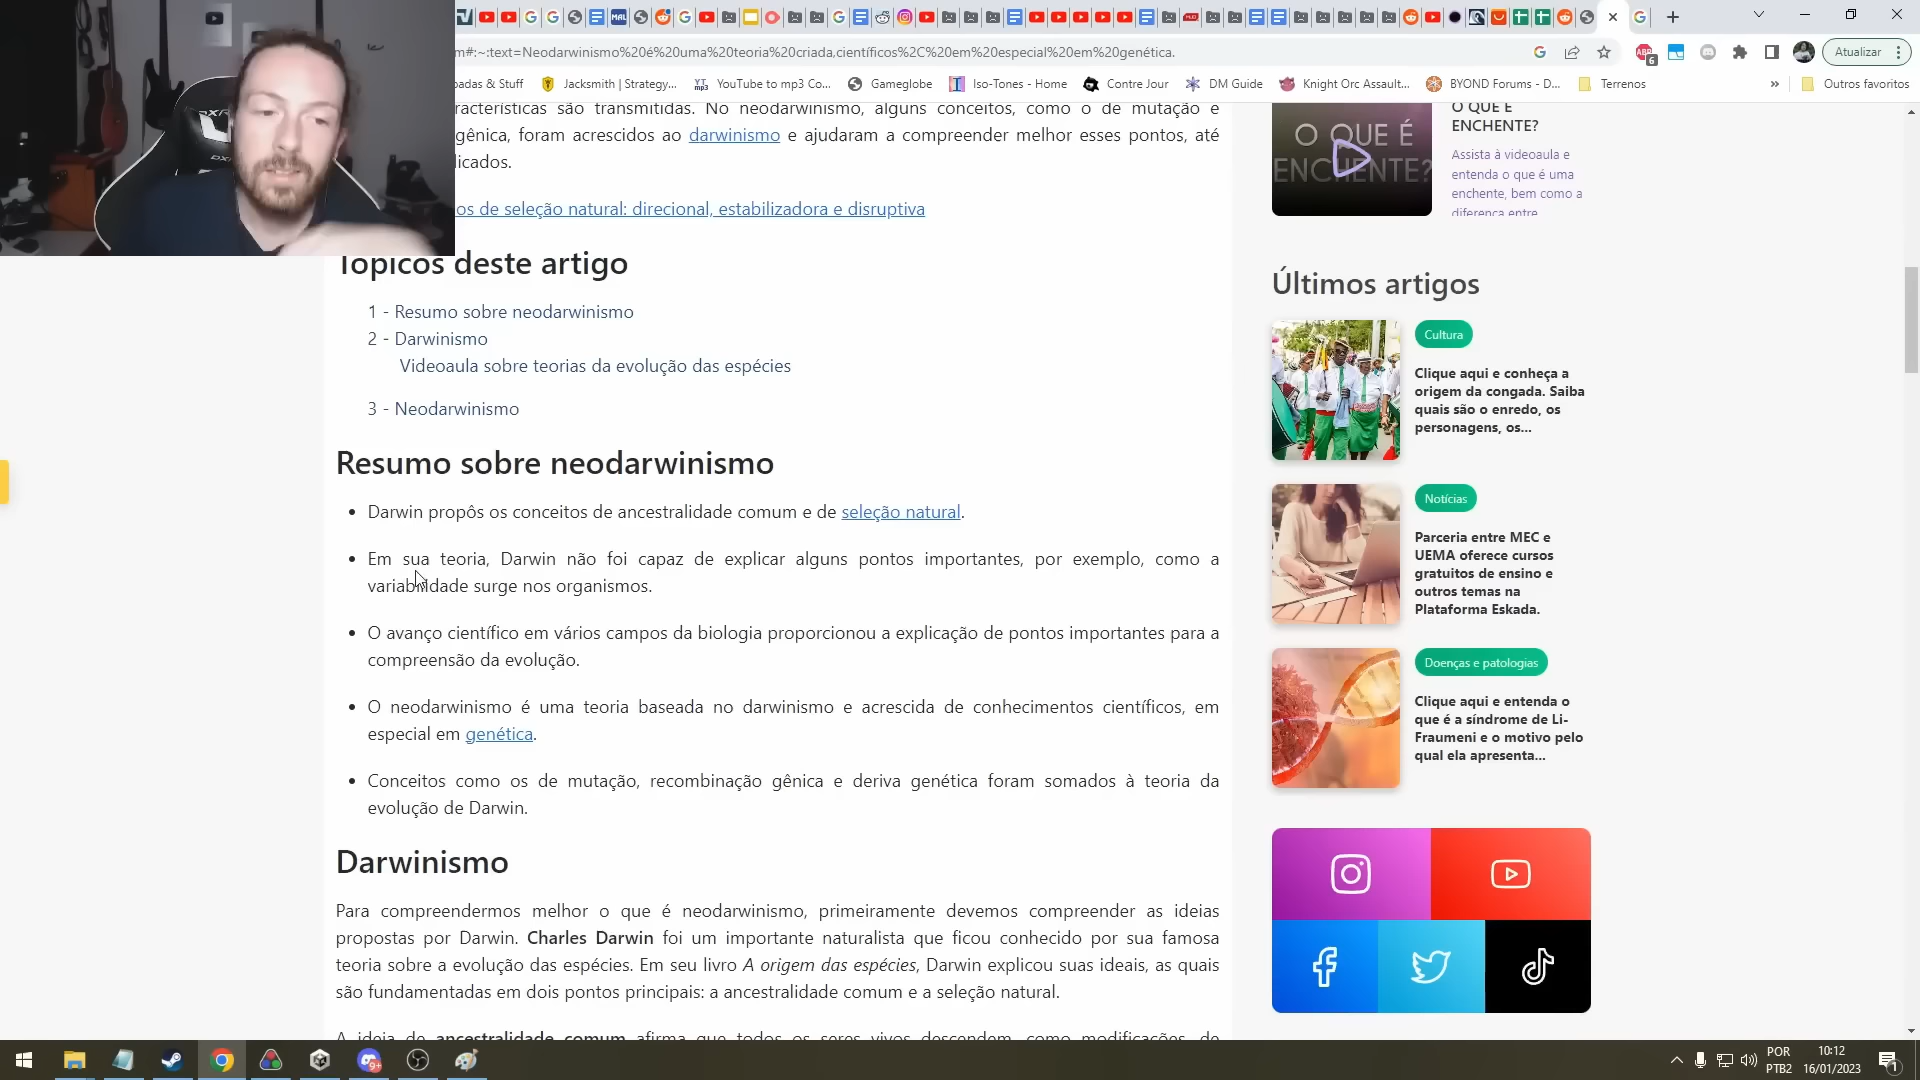 m#:~:text=Neodarwinismo%20é%20uma%20teoria%20criada,científicos%2C%20em%20especial%20em%20genética.
Atualizar
padas & Stuff
Jacksmith | Strategy...
YouTube to mp3 Co...
Gameglobe
Iso-Tones - Home
Contre Jour
DM Guide
Knight Orc Assault...
BYOND Forums - D...
Terrenos
»
Outros favoritos
racterísticas são transmitidas. No neodarwinismo, alguns conceitos, como o de mutação e
gênica, foram acrescidos ao darwinismo e ajudaram a compreender melhor esses pontos, até
licados.
os de seleção natural: direcional, estabilizadora e disruptiva
Tópicos deste artigo
1 - Resumo sobre neodarwinismo
2 - Darwinismo
Videoaula sobre teorias da evolução das espécies
3 - Neodarwinismo
Resumo sobre neodarwinismo
• Darwin propôs os conceitos de ancestralidade comum e de seleção natural.
• Em sua teoria, Darwin não foi capaz de explicar alguns pontos importantes, por exemplo, como a
variabilidade surge nos organismos.
• O avanço científico em vários campos da biologia proporcionou a explicação de pontos importantes para a
compreensão da evolução.
• O neodarwinismo é uma teoria baseada no darwinismo e acrescida de conhecimentos científicos, em
especial em genética.
• Conceitos como os de mutação, recombinação gênica e deriva genética foram somados à teoria da
evolução de Darwin.
Darwinismo
Para compreendermos melhor o que é neodarwinismo, primeiramente devemos compreender as ideias
propostas por Darwin. Charles Darwin foi um importante naturalista que ficou conhecido por sua famosa
teoria sobre a evolução das espécies. Em seu livro A origem das espécies, Darwin explicou suas ideais, as quais
são fundamentadas em dois pontos principais: a ancestralidade comum e a seleção natural.
A ideia de ancestralidade comum afirma que todos os seres vivos descendem, como modificações, de
O QUE É
ENCHENTE?
O QUE É
ENCHENTE?
Assista à videoaula e
entenda o que é uma
enchente, bem como a
diferença entre
Últimos artigos
Cultura
Clique aqui e conheça a
origem da congada. Saiba
quais são o enredo, os
personagens, os...
Notícias
Parceria entre MEC e
UEMA oferece cursos
gratuitos de ensino e
outros temas na
Plataforma Eskada.
Doenças e patologias
Clique aqui e entenda o
que é a síndrome de Li-
Fraumeni e o motivo pelo
qual ela apresenta...
POR
PTB2
10:12
16/01/2023